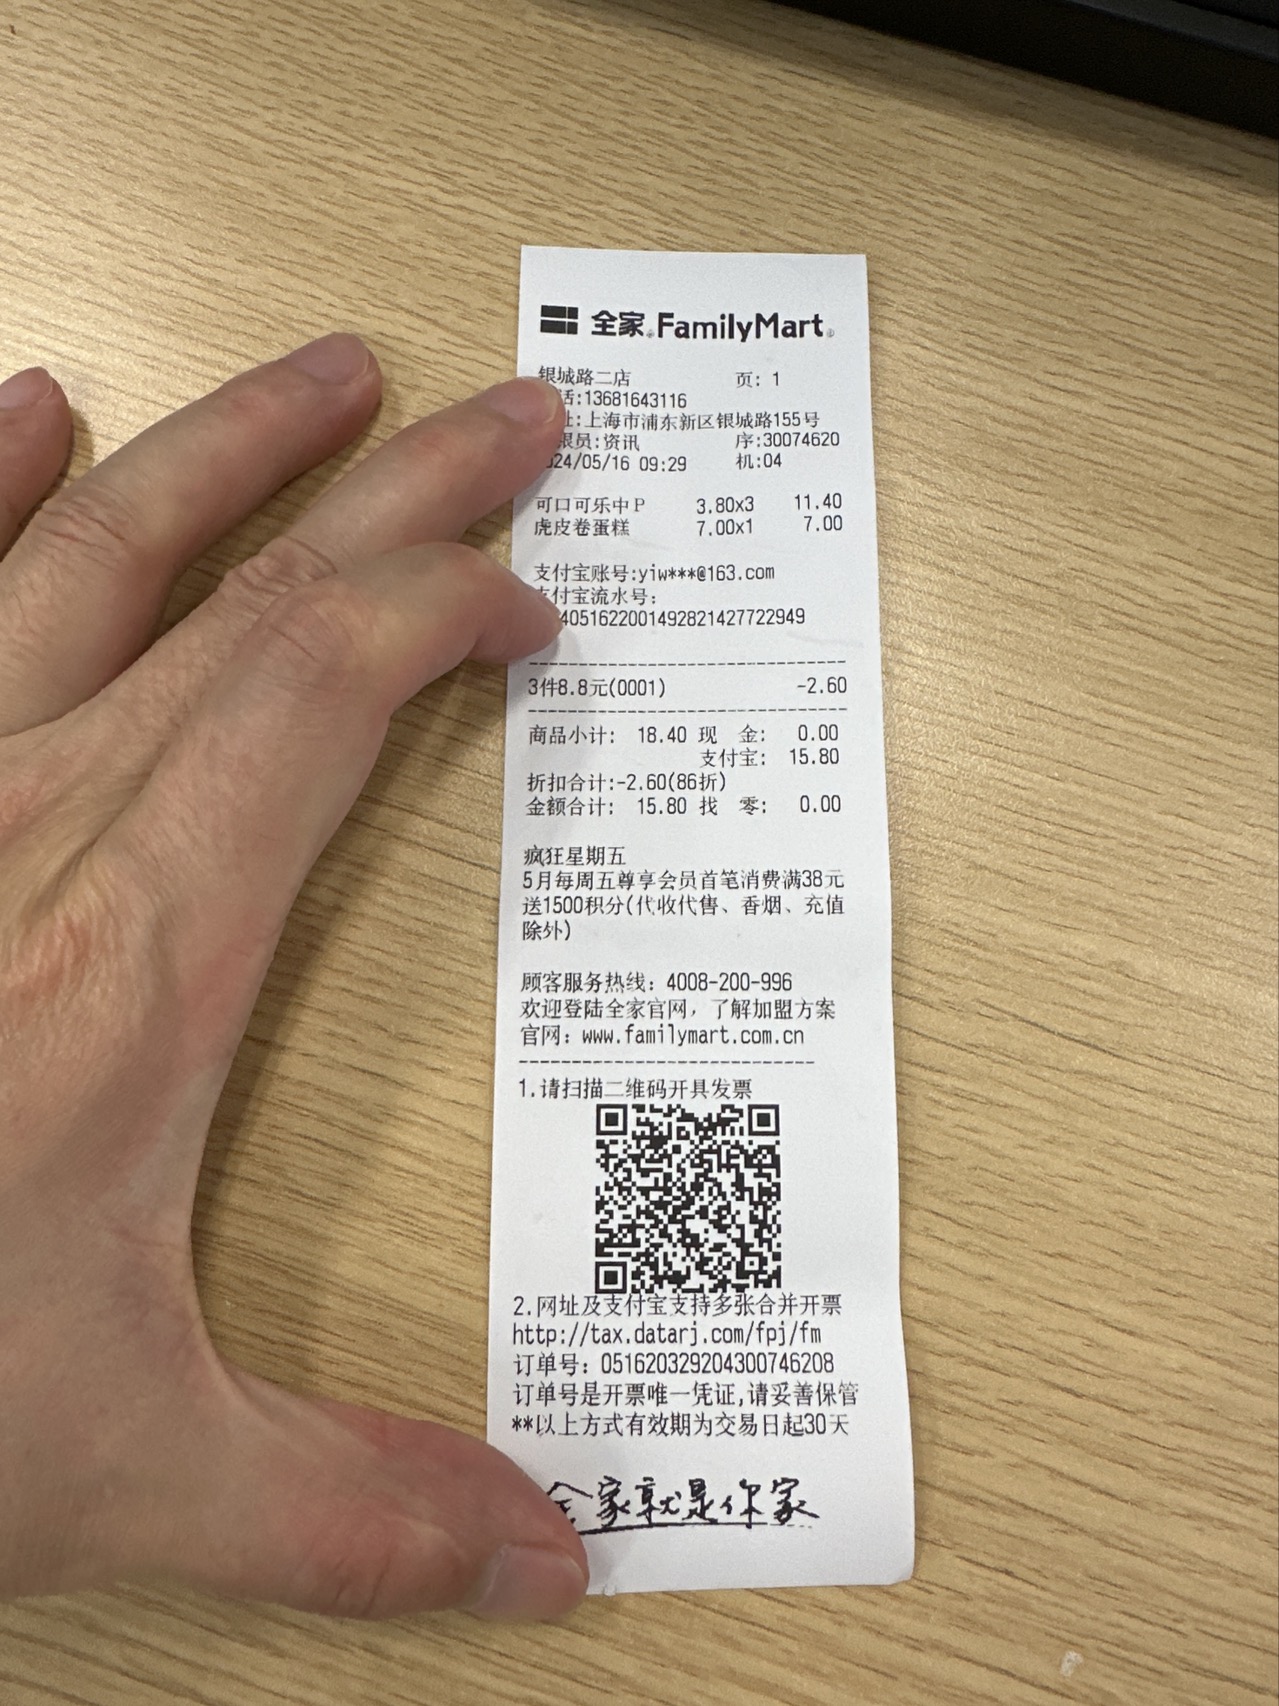 全家 FamilyMart
银城路二店 页: 1
话:13681643116
址:上海市浦东新区银城路155号
员:资讯 序:30074620
24/05/16 09:29 机:04
可口可乐中P 3.80x3 11.40
虎皮卷蛋糕 7.00x1 7.00
支付宝账号:yiw***@163.com
支付宝流水号:
4051622001492821427722949
3件8.8元(0001) -2.60
商品小计: 18.40 现 金: 0.00
支付宝: 15.80
折扣合计:-2.60(86折)
金额合计: 15.80 找 零: 0.00
疯狂星期五
5月每周五尊享会员首笔消费满38元
送1500积分(代收代售、香烟、充值
除外)
顾客服务热线: 4008-200-996
欢迎登陆全家官网，了解加盟方案
官网: www.familymart.com.cn
1.请扫描二维码开具发票
2.网址及支付宝支持多张合并开票
http://tax.datarj.com/fpj/fm
订单号: 051620329204300746208
订单号是开票唯一凭证,请妥善保管
**以上方式有效期为交易日起30天
全家就是你家